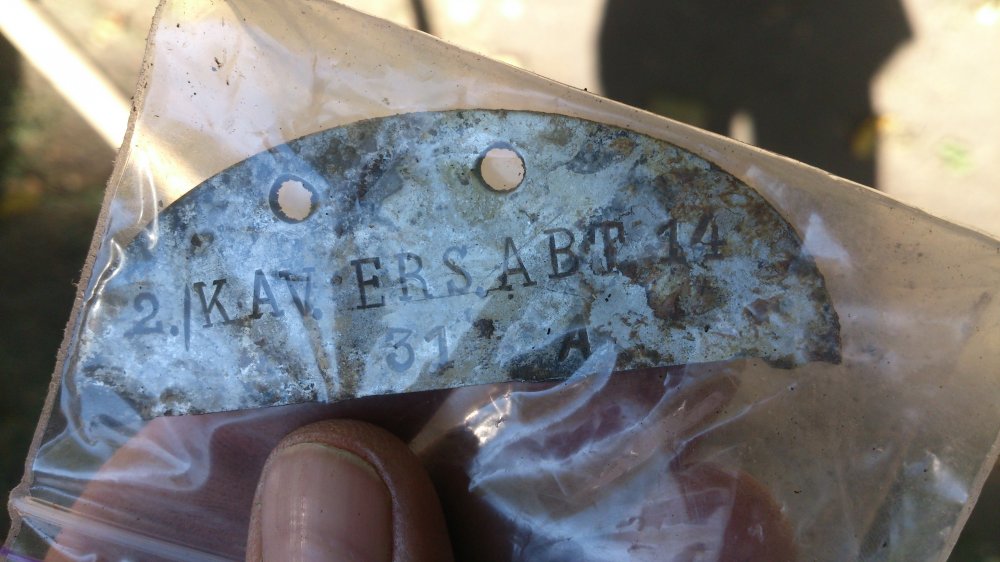 2./KAV. ERS. ABT. 14
31 A